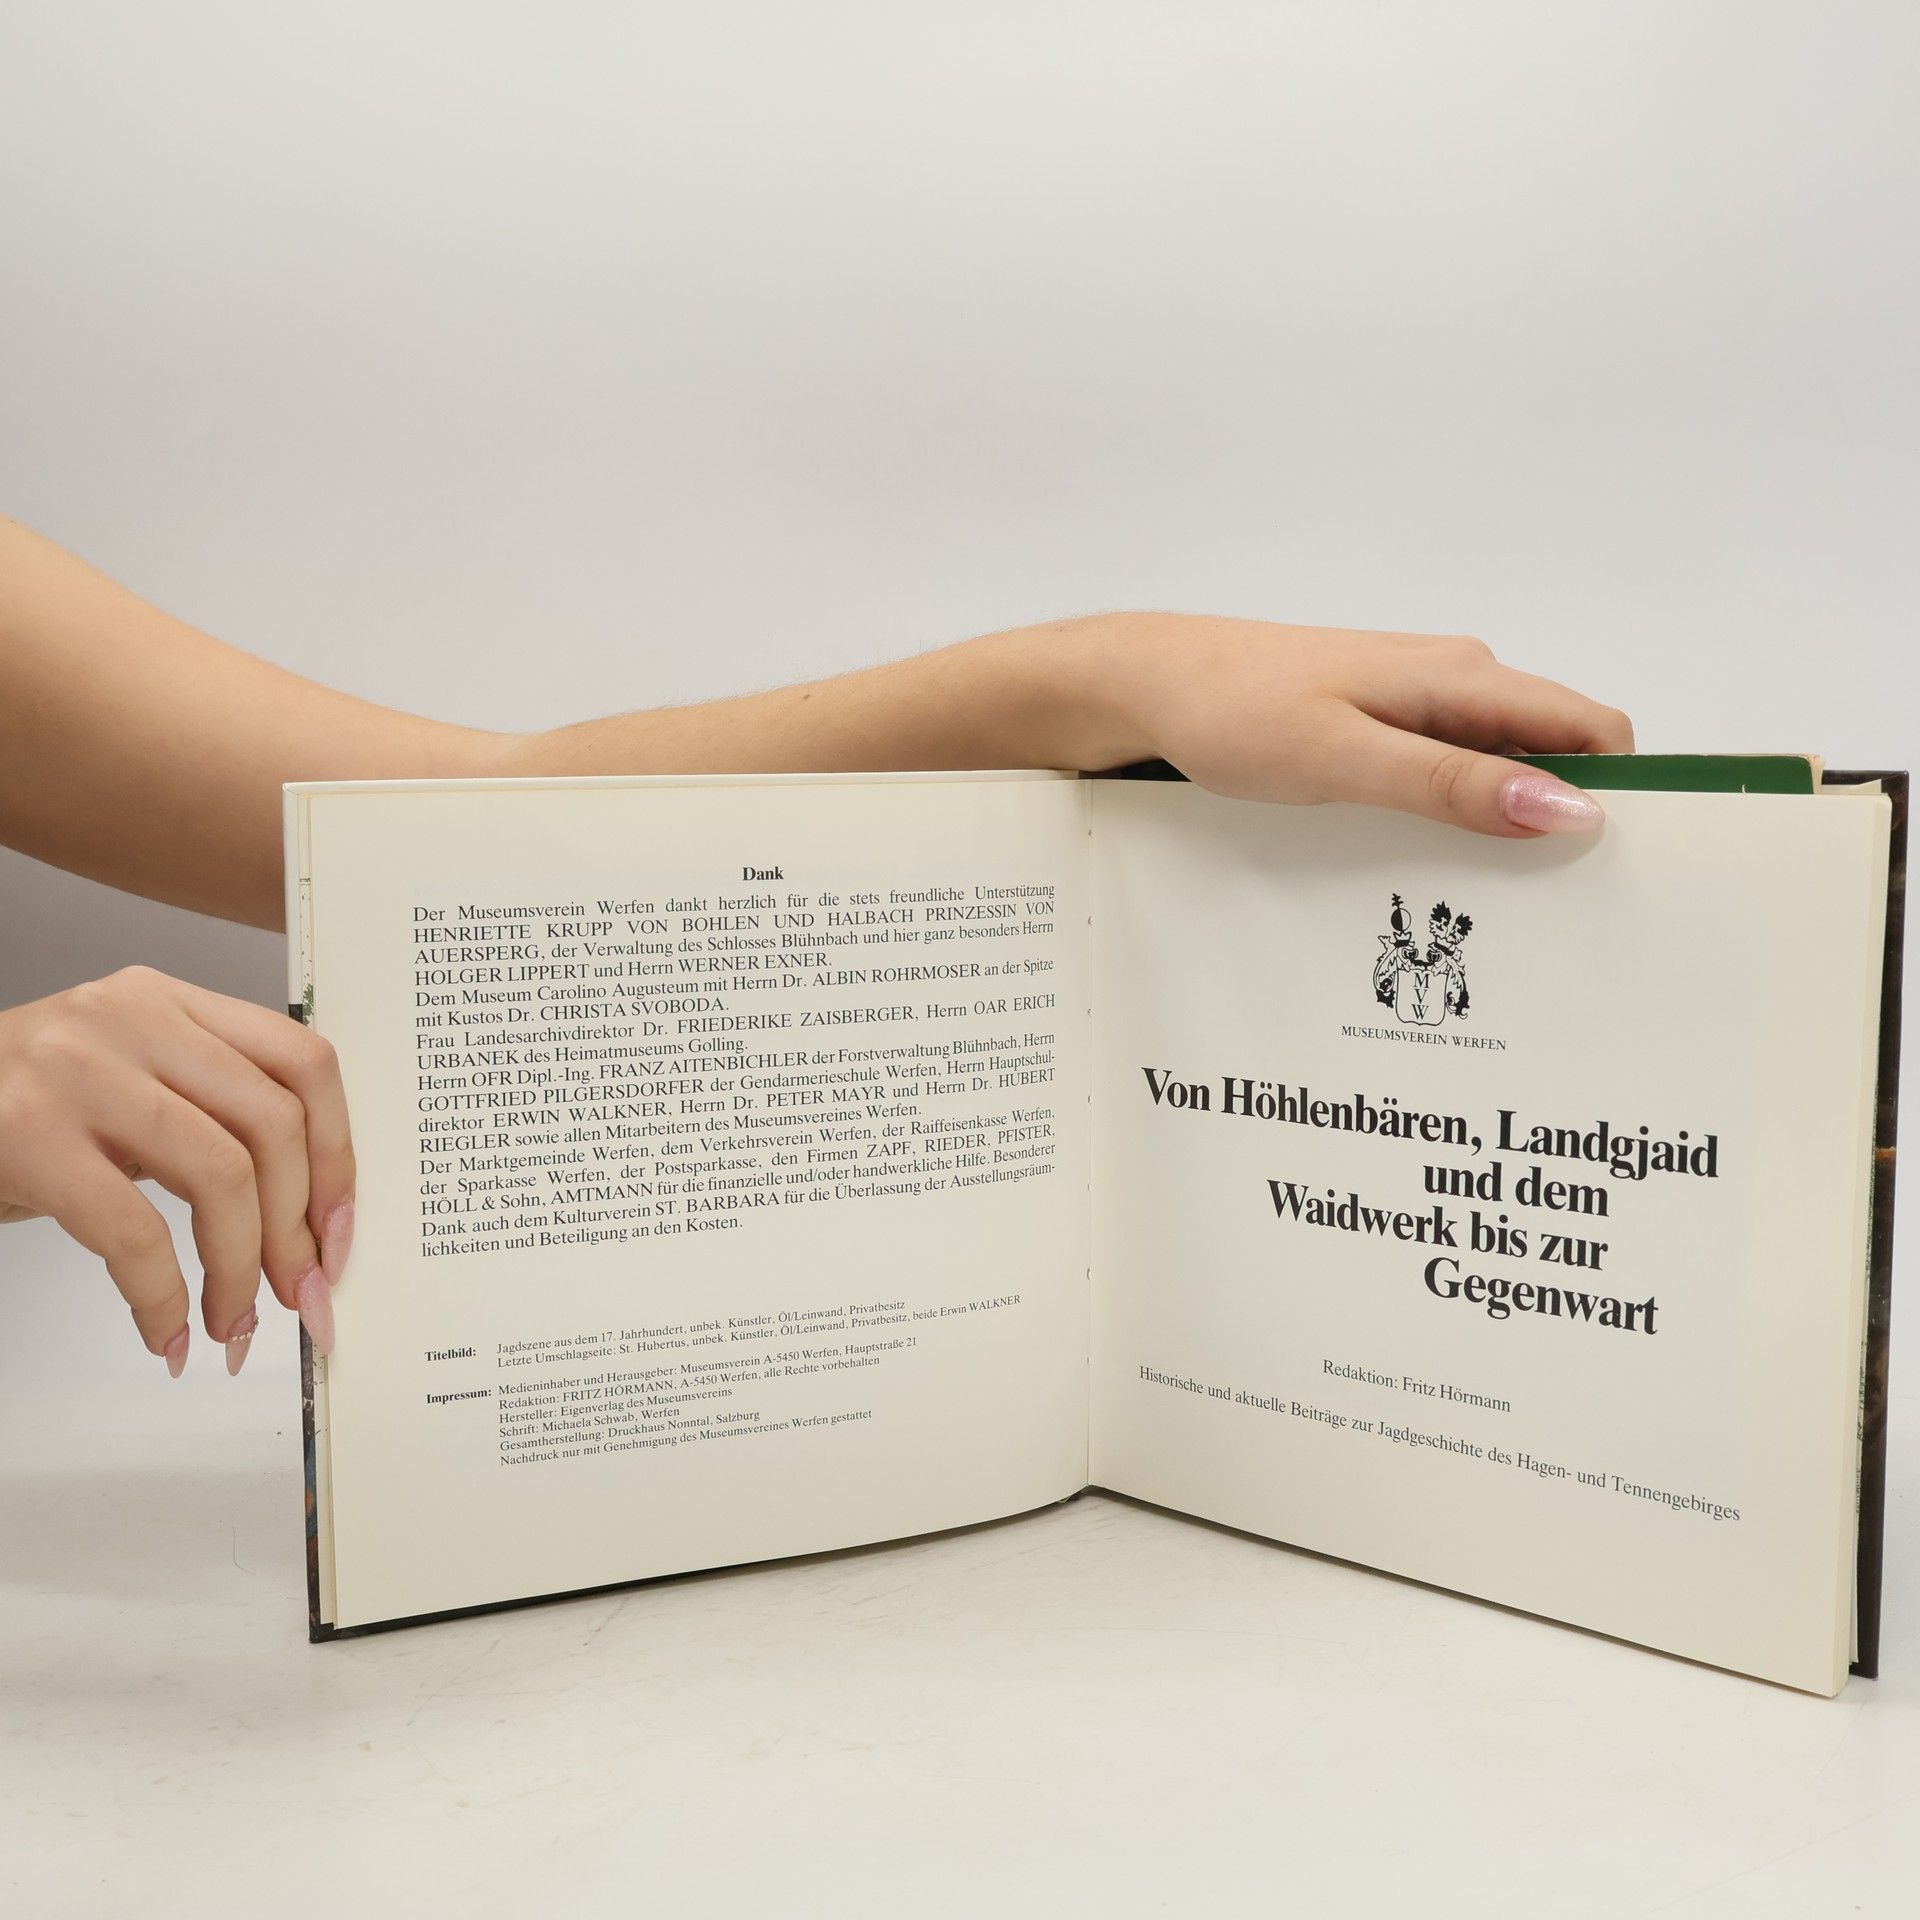 Dank
Der Museumsverein Werfen dankt herzlich für die stets freundliche Unterstützung
HENRIETTE KRUPP VON BOHLEN UND HALBACH PRINZESSIN VON
AUERSPERG, der Verwaltung des Schlosses Blühnbach und hier ganz besonders Herrn
HOLGER LIPPERT und Herrn WERNER EXNER.
Dem Museum Carolino Augusteum mit Herrn Dr. ALBIN ROHRMOSER an der Spitze
mit Kustos Dr. CHRISTA SVOBODA.
Frau Landesarchivdirektor Dr. FRIEDERIKE ZAISBERGER, Herrn OAR ERICH
URBANEK des Heimatmuseums Golling.
Herrn OFR Dipl.-Ing. FRANZ AITENBICHLER der Forstverwaltung Blühnbach, Herrn
GOTTFRIED PILGERSDORFER der Gendarmerieschule Werfen, Herrn Hauptschul-
direktor ERWIN WALKNER, Herrn Dr. PETER MAYR und Herrn Dr. HUBERT
RIEGLER sowie allen Mitarbeitern des Museumsvereines Werfen.
Der Marktgemeinde Werfen, dem Verkehrsverein Werfen, der Raiffeisenkasse Werfen,
der Sparkasse Werfen, der Postsparkasse, den Firmen ZAPF, RIEDER, PFISTER,
HÖLL & Sohn, AMTMANN für die finanzielle und/oder handwerkliche Hilfe. Besonderer
Dank auch dem Kulturverein ST. BARBARA für die Überlassung der Ausstellungsräum-
lichkeiten und Beteiligung an den Kosten.
Titelbild: Jagdszene aus dem 17. Jahrhundert, unbek. Künstler, Öl/Leinwand, Privatbesitz
Letzte Umschlagseite: St. Hubertus, unbek. Künstler, Öl/Leinwand, Privatbesitz, beide Erwin WALKNER
Impressum: Medieninhaber und Herausgeber: Museumsverein A-5450 Werfen, Hauptstraße 21
Redaktion: FRITZ HÖRMANN, A-5450 Werfen, alle Rechte vorbehalten
Hersteller: Eigenverlag des Museumsvereins
Schrift: Michaela Schwab, Werfen
Gesamtherstellung: Druckhaus Nonntal, Salzburg
Nachdruck nur mit Genehmigung des Museumsvereines Werfen gestattet
M
V
W
MUSEUMSVEREIN WERFEN
Von Höhlenbären, Landgjaid
und dem
Waidwerk bis zur
Gegenwart
Redaktion: Fritz Hörmann
Historische und aktuelle Beiträge zur Jagdgeschichte des Hagen- und Tennengebirges